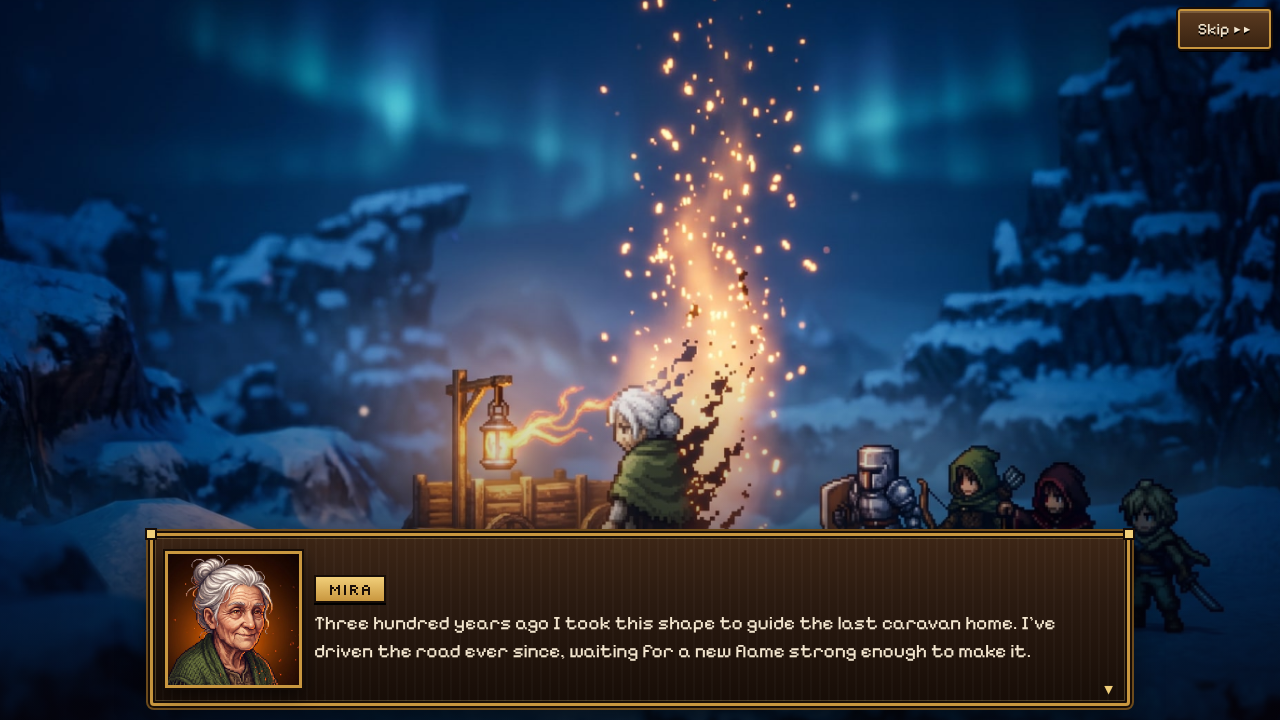 Skip ▸▸
MIRA
Three hundred years ago I took this shape to guide the last caravan home. I've
driven the road ever since, waiting for a new flame strong enough to make it.